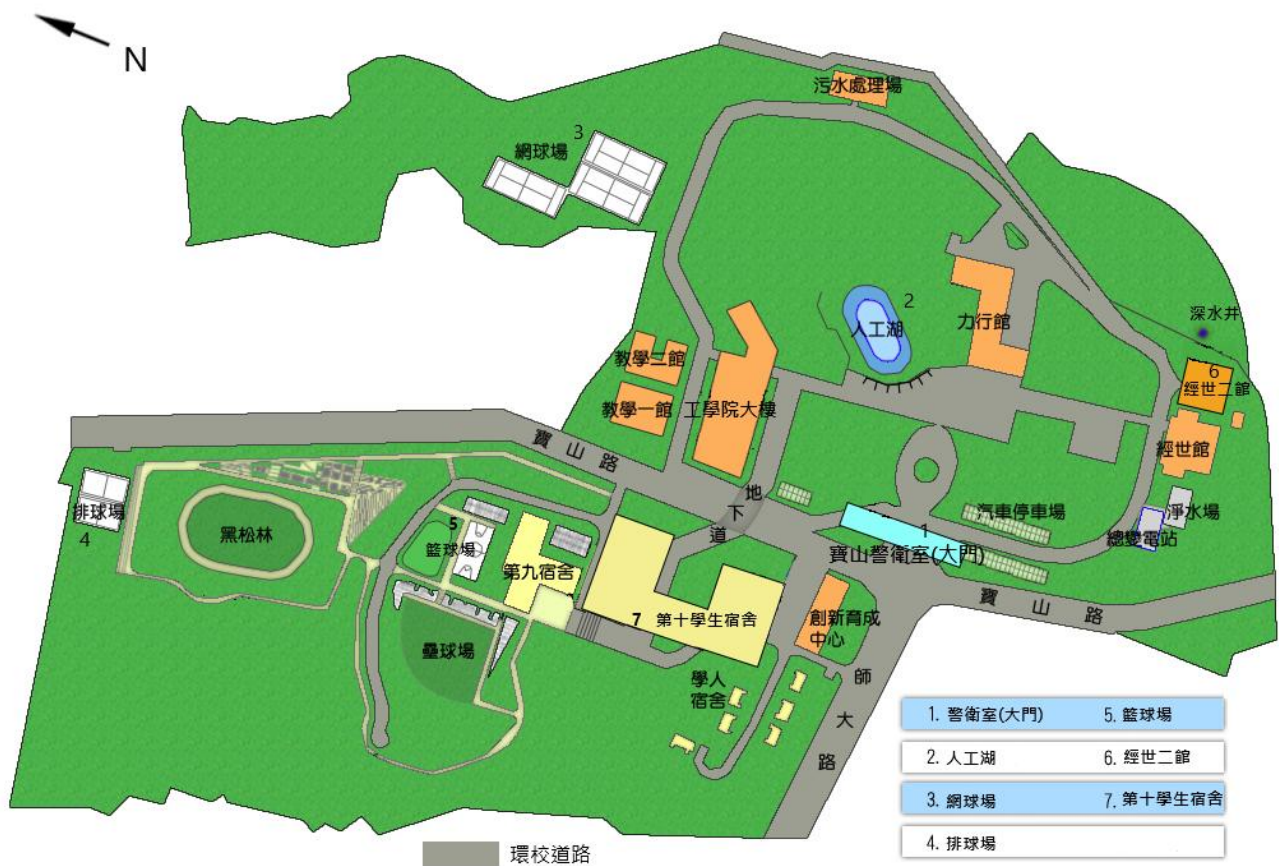 N
污水處理場
3
網球場
2
人工湖
力行館
深水井
6
經世二館
教學二館
教學一館
工學院大樓
經世館
寶山路
地下道
汽車停車場
淨水場
總變電站
1
寶山警衛室(大門)
排球場
4
黑松林
5
籃球場
第九宿舍
7 第十學生宿舍
創新育成
中心
寶山路
壘球場
學人
宿舍
師大路
1. 警衛室(大門) 5. 籃球場
2. 人工湖 6. 經世二館
3. 網球場 7. 第十學生宿舍
4. 排球場
環校道路